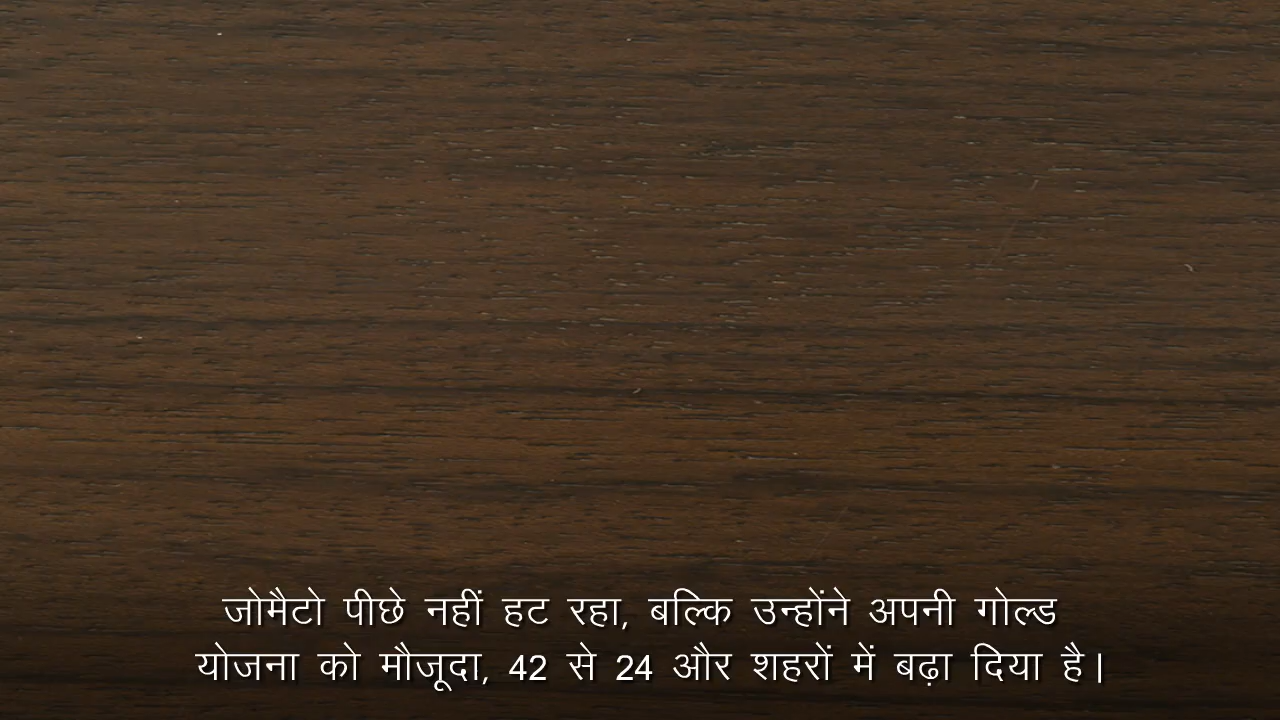 जोमैटो पीछे नहीं हट रहा, बल्कि उन्होंने अपनी गोल्ड
योजना को मौजूदा, 42 से 24 और शहरों में बढ़ा दिया है|